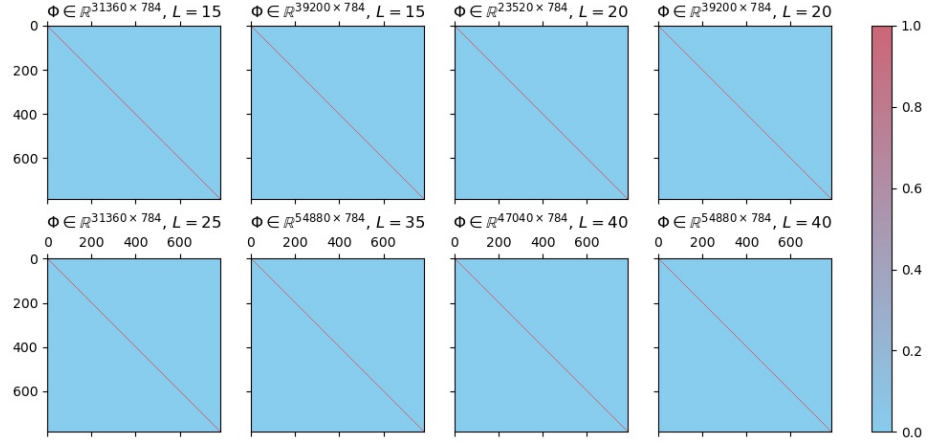 Φ ∈ ℝ^{31360×784}, L = 15
Φ ∈ ℝ^{39200×784}, L = 15
Φ ∈ ℝ^{23520×784}, L = 20
Φ ∈ ℝ^{39200×784}, L = 20
0
200
400
600
1.0
0.8
0.6
0.4
0.2
0.0
Φ ∈ ℝ^{31360×784}, L = 25
Φ ∈ ℝ^{54880×784}, L = 35
Φ ∈ ℝ^{47040×784}, L = 40
Φ ∈ ℝ^{54880×784}, L = 40
0 200 400 600
0 200 400 600
0 200 400 600
0 200 400 600
0
200
400
600